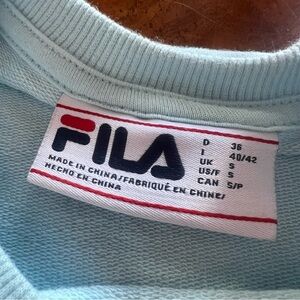 FILA
D 36
I 40/42
UK S
US/F S
CAN S/P
MADE IN CHINA/FABRIQUÉ EN CHINE/
HECHO EN CHINA